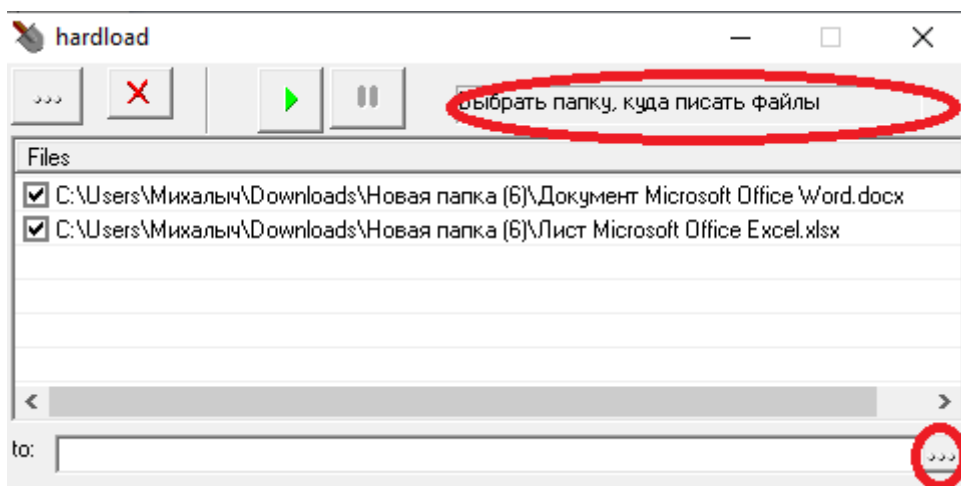 hardload
...
Выбрать папку, куда писать файлы
Files
C:\Users\Михалыч\Downloads\Новая папка (6)\Документ Microsoft Office Word.docx
C:\Users\Михалыч\Downloads\Новая папка (6)\Лист Microsoft Office Excel.xlsx
to:
...